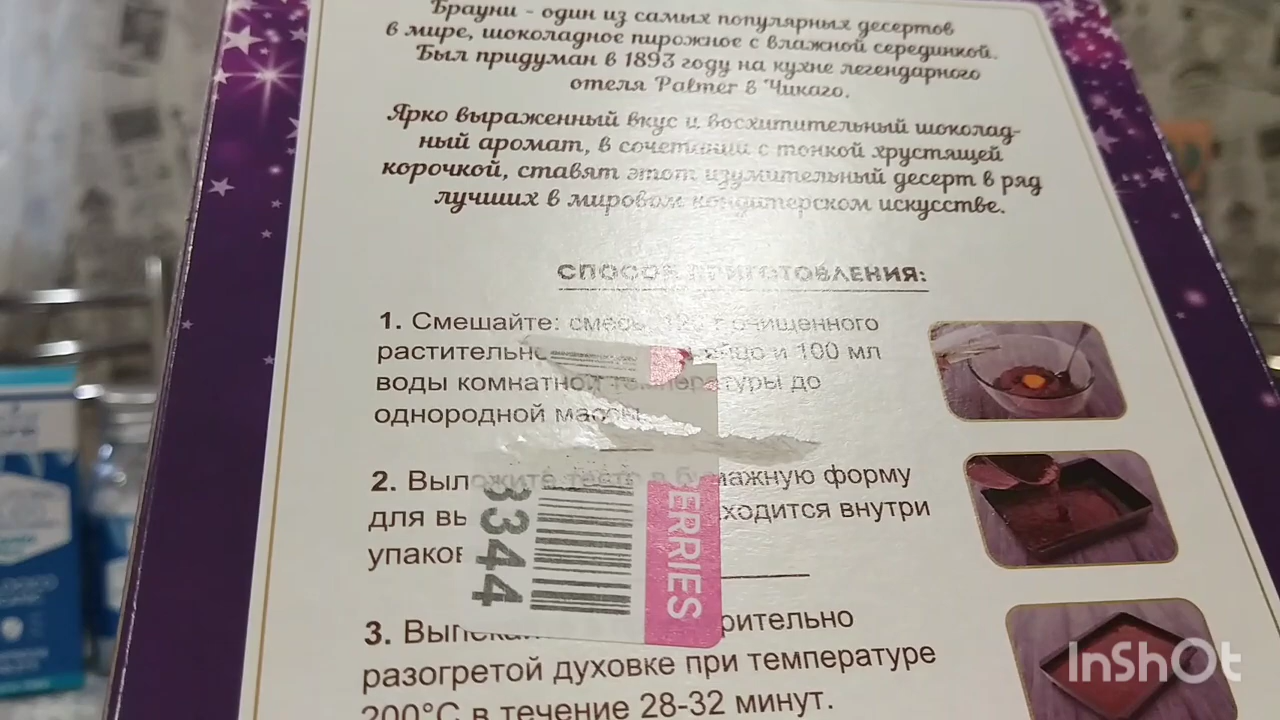 Брауни - один из самых популярных десертов
в мире, шоколадное пирожное с влажной серединкой.
Был придуман в 1893 году на кухне легендарного
отеля Palmer в Чикаго.
Ярко выраженный вкус и восхитительный шоколад-
ный аромат, в сочетании с тонкой хрустящей
корочкой, ставят этот изумительный десерт в ряд
лучших в мировом кондитерском искусстве.
СПОСОБ ПРИГОТОВЛЕНИЯ:
1. Смешайте: смесь, 120 г очищенного
растительно яйцо и 100 мл
воды комнатной температуры до
однородной массы
2. Выложите тесто в бумажную форму
для вы ходится внутри
упаков
3344
ERRIES
3. Выпекай рительно
разогретой духовке при температуре
200°C в течение 28-32 минут.
InShOt